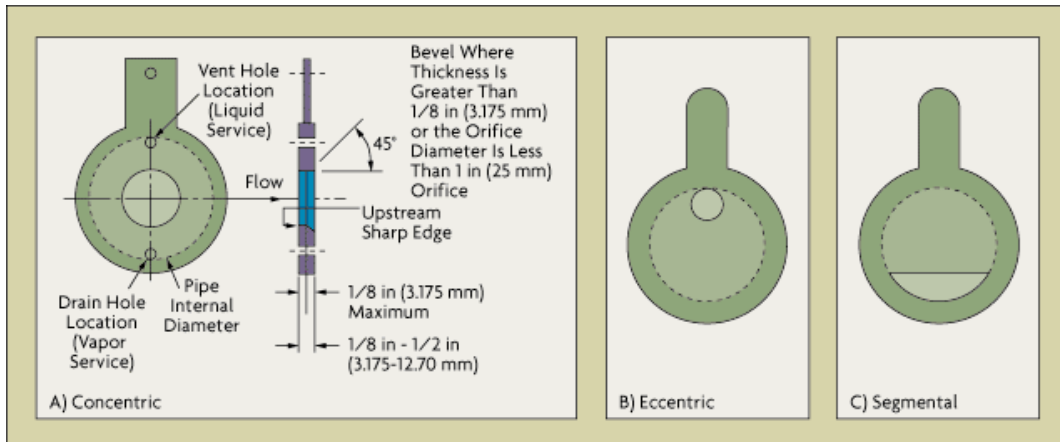 Vent Hole
Location
(Liquid
Service)
Bevel Where
Thickness Is
Greater Than
1/8 in (3.175 mm)
or the Orifice
Diameter Is Less
Than 1 in (25 mm)
Orifice
45°
Flow
Upstream
Sharp Edge
Drain Hole
Location
(Vapor
Service)
Pipe
Internal
Diameter
1/8 in (3.175 mm)
Maximum
1/8 in - 1/2 in
(3.175-12.70 mm)
A) Concentric
B) Eccentric
C) Segmental